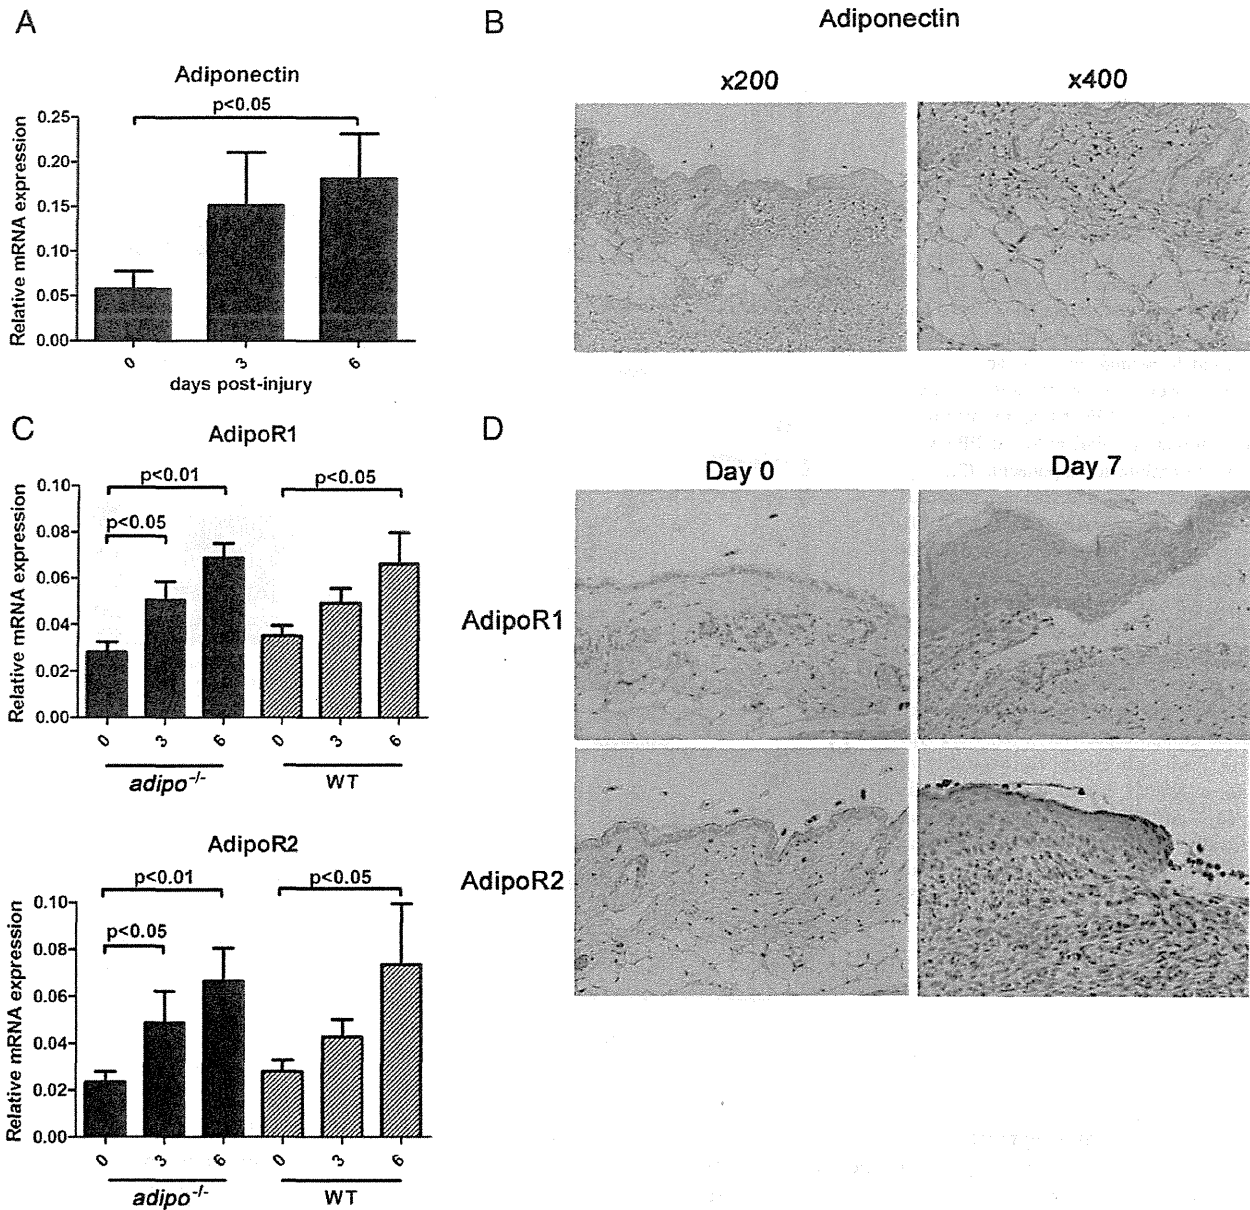 A
Adiponectin
p<0.05
Relative mRNA expression
0.25
0.20
0.15
0.10
0.05
0.00
0 3 6
days post-injury
B
Adiponectin
x200 x400
C
AdipoR1
p<0.01
p<0.05
p<0.05
Relative mRNA expression
0.10
0.08
0.06
0.04
0.02
0.00
0 3 6 0 3 6
adipo-/- WT
AdipoR2
p<0.01
p<0.05
p<0.05
Relative mRNA expression
0.10
0.08
0.06
0.04
0.02
0.00
0 3 6 0 3 6
adipo-/- WT
D
Day 0 Day 7
AdipoR1
AdipoR2